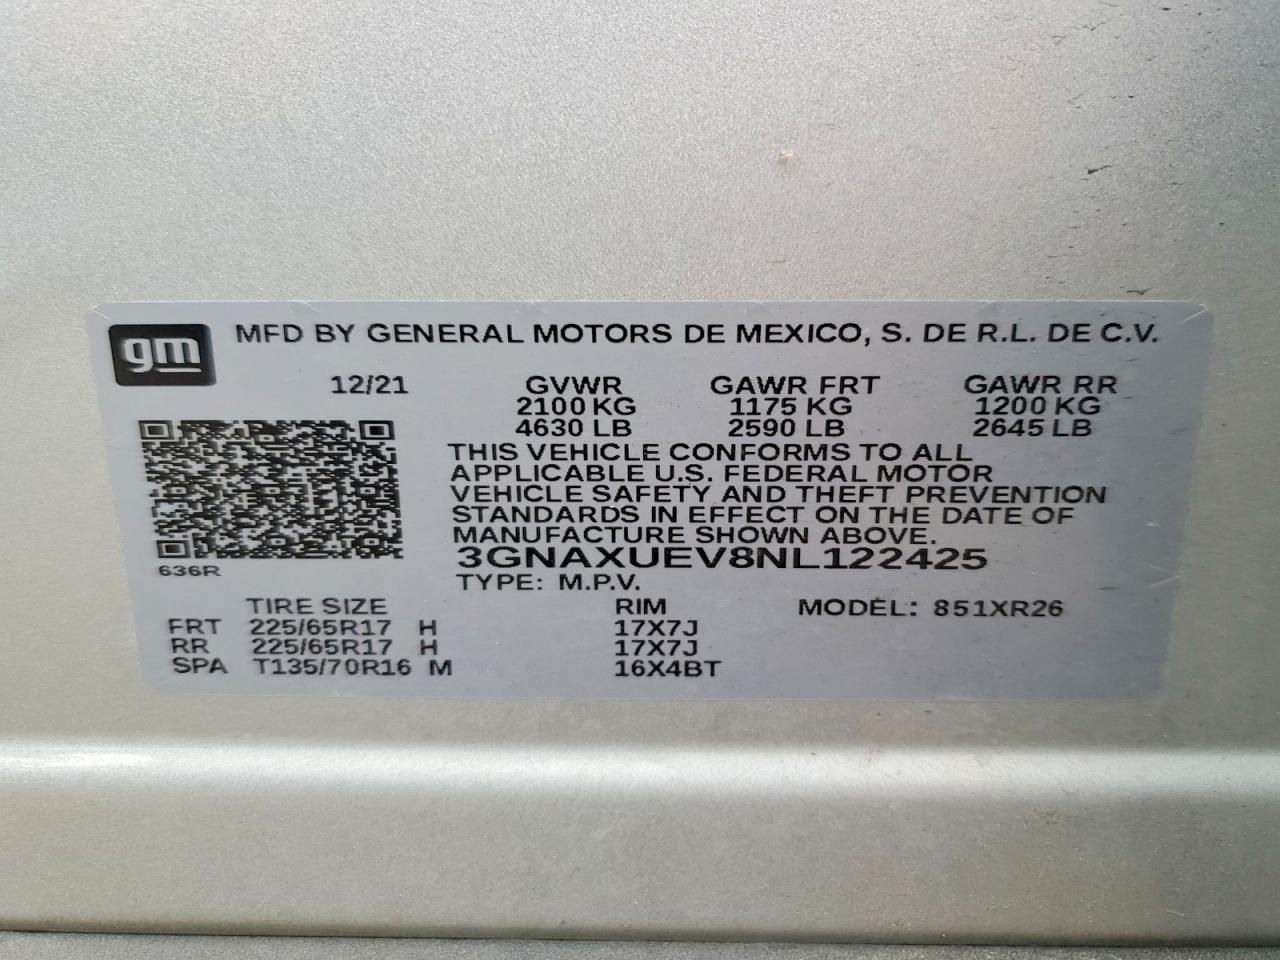 gm MFD BY GENERAL MOTORS DE MEXICO, S. DE R.L. DE C.V.
12/21 GVWR GAWR FRT GAWR RR
2100 KG 1175 KG 1200 KG
4630 LB 2590 LB 2645 LB
THIS VEHICLE CONFORMS TO ALL
APPLICABLE U.S. FEDERAL MOTOR
VEHICLE SAFETY AND THEFT PREVENTION
STANDARDS IN EFFECT ON THE DATE OF
MANUFACTURE SHOWN ABOVE.
3GNAXUEV8NL122425
636R
TYPE: M.P.V.
TIRE SIZE RIM MODEL: 851XR26
FRT 225/65R17 H 17X7J
RR 225/65R17 H 17X7J
SPA T135/70R16 M 16X4BT